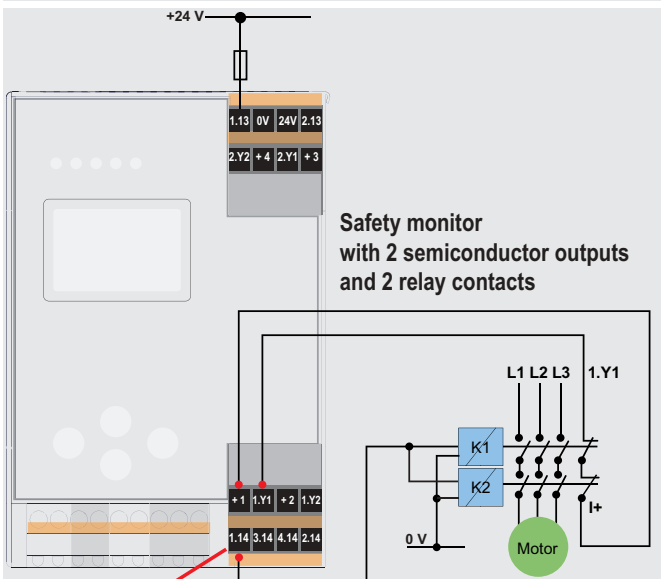 +24 V
1.13 0V 24V 2.13
2.Y2 + 4 2.Y1 + 3
Safety monitor
with 2 semiconductor outputs
and 2 relay contacts
L1 L2 L3 1.Y1
K1
K2
+ 1 1.Y1 + 2 1.Y2
I+
1.14 3.14 4.14 2.14
0 V
Motor